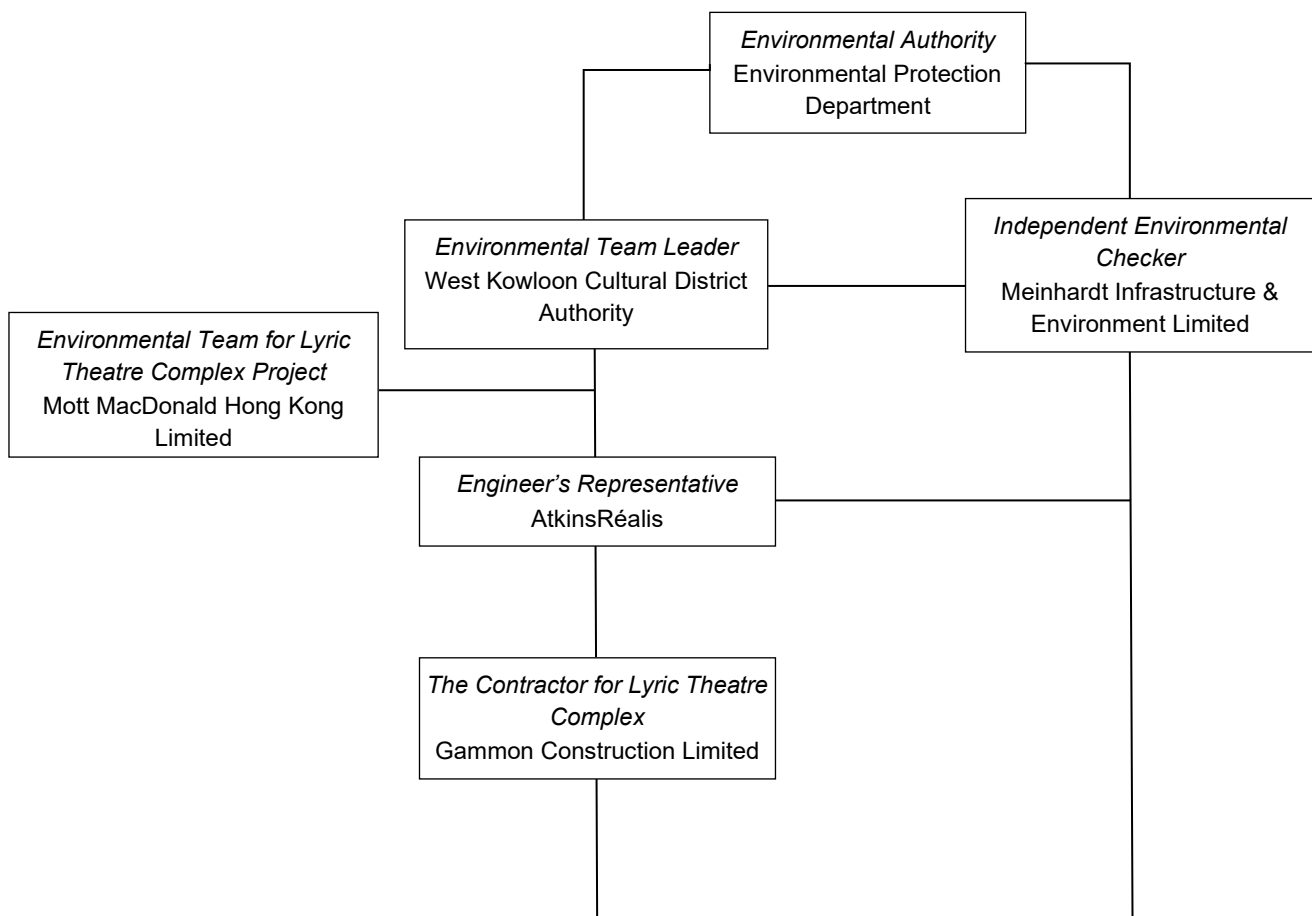 Environmental Authority
Environmental Protection
Department
Environmental Team Leader
West Kowloon Cultural District
Authority
Independent Environmental
Checker
Meinhardt Infrastructure &
Environment Limited
Environmental Team for Lyric
Theatre Complex Project
Mott MacDonald Hong Kong
Limited
Engineer’s Representative
AtkinsRéalis
The Contractor for Lyric Theatre
Complex
Gammon Construction Limited